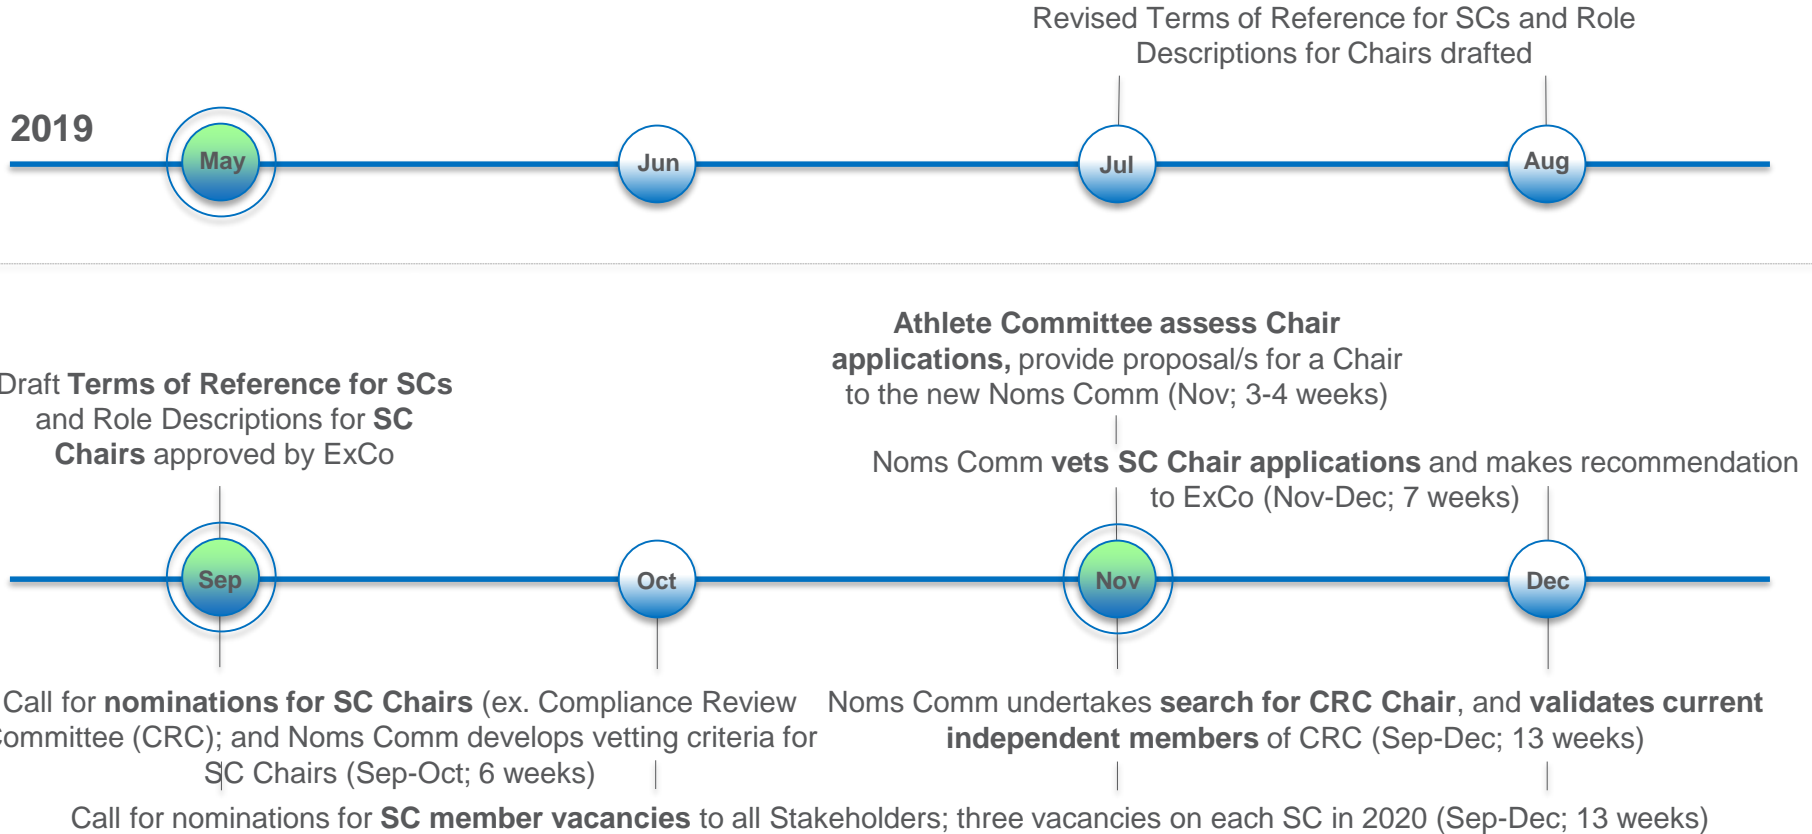 Revised Terms of Reference for SCs and Role
Descriptions for Chairs drafted
2019
May
Jun
Jul
Aug
Athlete Committee assess Chair
applications, provide proposal/s for a Chair
to the new Noms Comm (Nov; 3-4 weeks)
Draft Terms of Reference for SCs
and Role Descriptions for SC
Chairs approved by ExCo
Noms Comm vets SC Chair applications and makes recommendation
to ExCo (Nov-Dec; 7 weeks)
Sep
Oct
Nov
Dec
Call for nominations for SC Chairs (ex. Compliance Review
Committee (CRC); and Noms Comm develops vetting criteria for
SC Chairs (Sep-Oct; 6 weeks)
Noms Comm undertakes search for CRC Chair, and validates current
independent members of CRC (Sep-Dec; 13 weeks)
Call for nominations for SC member vacancies to all Stakeholders; three vacancies on each SC in 2020 (Sep-Dec; 13 weeks)